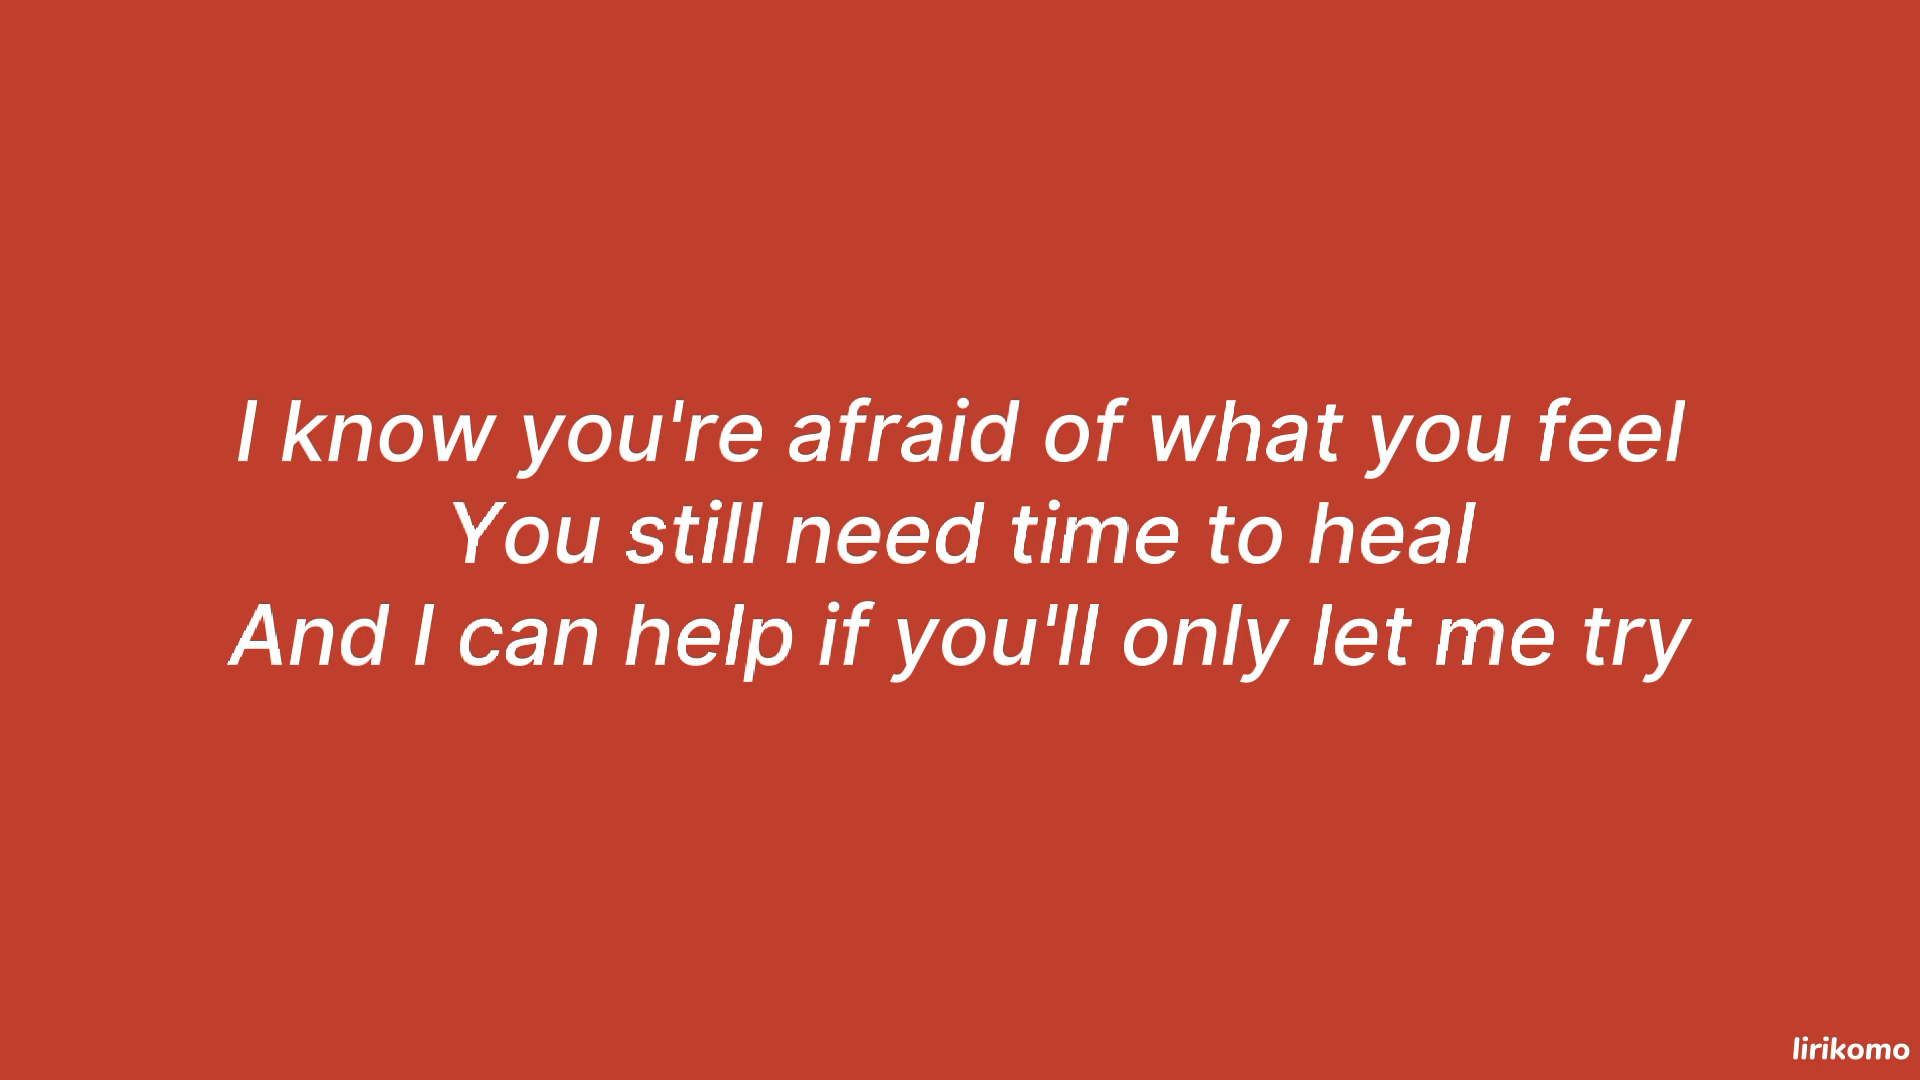 I know you're afraid of what you feel
You still need time to heal
And I can help if you'll only let me try
lirikomo